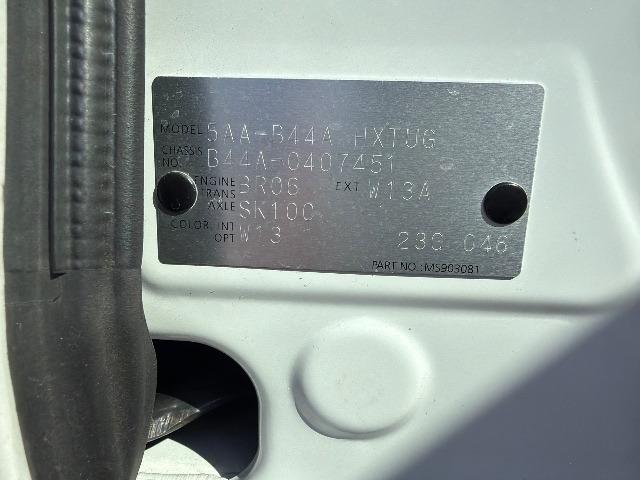 MODEL 5AA-B44A HXTUG
CHASSIS NO. B44A-0407451
ENGINE BR06 EXT W13A
TRANS
AXLE SK100
COLOR, INT
OPT W13 23G 046
PART NO.:MS903081